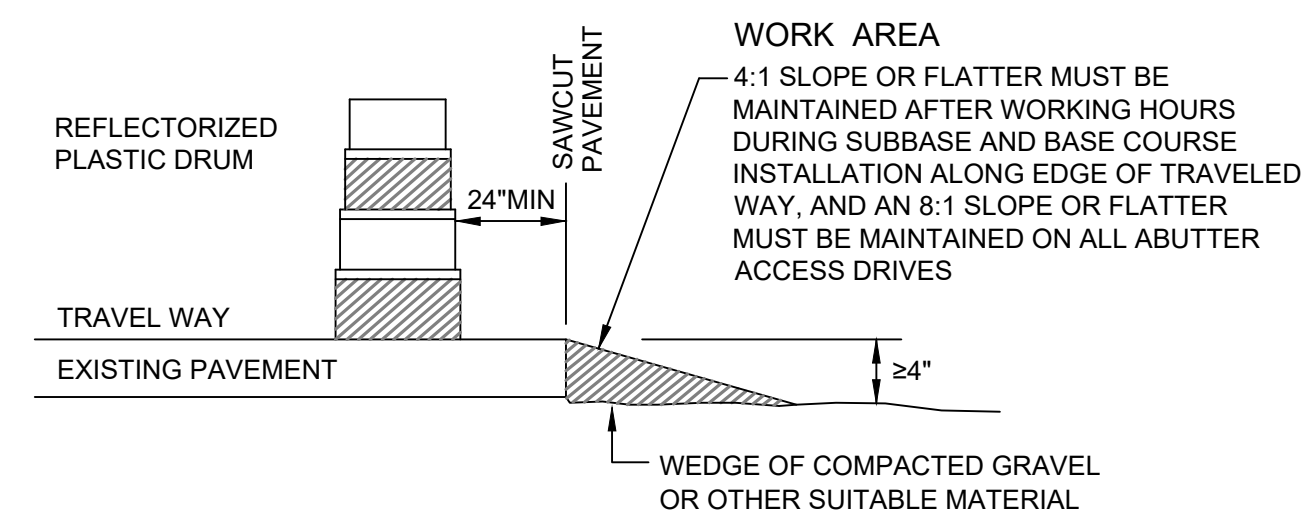 WORK AREA
4:1 SLOPE OR FLATTER MUST BE
MAINTAINED AFTER WORKING HOURS
DURING SUBBASE AND BASE COURSE
INSTALLATION ALONG EDGE OF TRAVELED
WAY, AND AN 8:1 SLOPE OR FLATTER
MUST BE MAINTAINED ON ALL ABUTTER
ACCESS DRIVES
REFLECTORIZED
PLASTIC DRUM
SAWCUT
PAVEMENT
24"MIN
TRAVEL WAY
EXISTING PAVEMENT
≥4"
WEDGE OF COMPACTED GRAVEL
OR OTHER SUITABLE MATERIAL